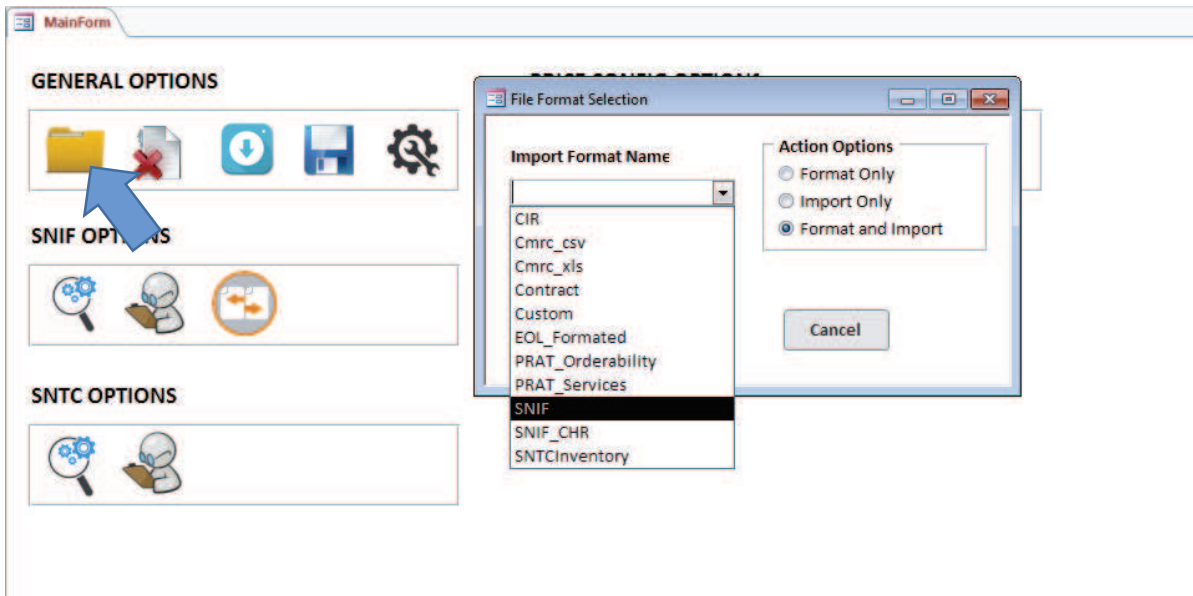 MainForm
GENERAL OPTIONS
File Format Selection
Import Format Name
Action Options
Format Only
Import Only
Format and Import
CIR
Cmrc_csv
Cmrc_xls
Contract
Custom
EOL_Formated
PRAT_Orderability
PRAT_Services
SNIF
SNIF_CHR
SNTCInventory
Cancel
SNIF OPTIONS
SNTC OPTIONS